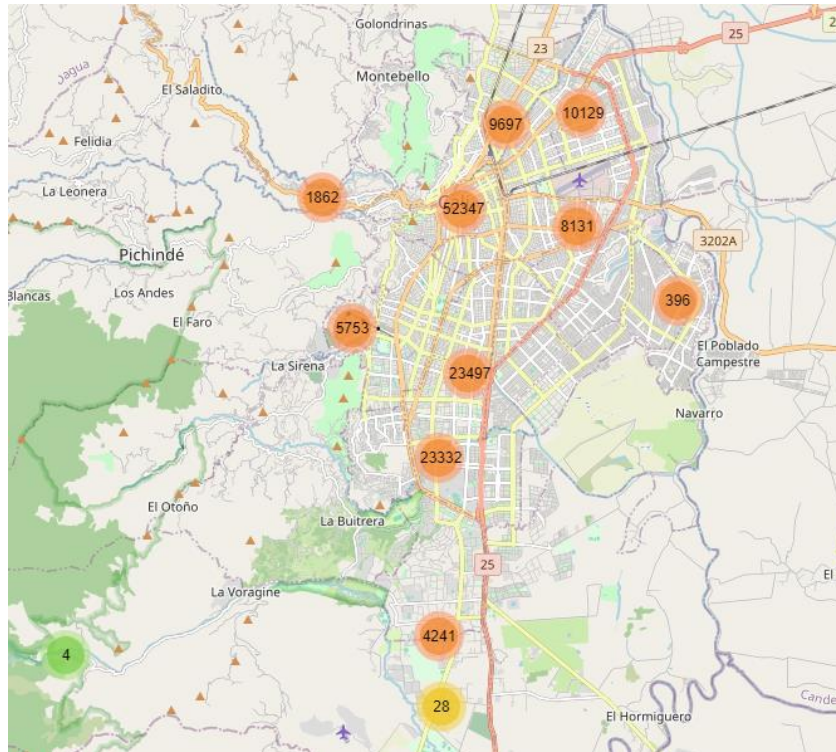 Golondrinas
25
2
23
Jagua
Montebello
El Saladito
10129
9697
Felidia
La Leonera
1862
52347
8131
3202A
Pichindé
Blancas
Los Andes
396
El Faro
5753
El Poblado
Campestre
La Sirena
23497
Navarro
23332
El Otoño
La Buitrera
25
El
La Voragine
4241
4
Cande
28
El Hormiguero